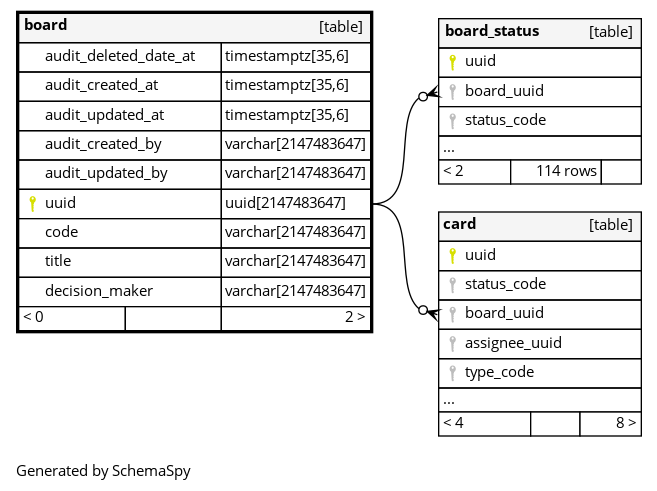 board [table]
audit_deleted_date_at timestamptz[35,6]
audit_created_at timestamptz[35,6]
audit_updated_at timestamptz[35,6]
audit_created_by varchar[2147483647]
audit_updated_by varchar[2147483647]
uuid uuid[2147483647]
code varchar[2147483647]
title varchar[2147483647]
decision_maker varchar[2147483647]
< 0 2 >
board_status [table]
uuid
board_uuid
status_code
...
< 2 114 rows
card [table]
uuid
status_code
board_uuid
assignee_uuid
type_code
...
< 4 8 >
Generated by SchemaSpy